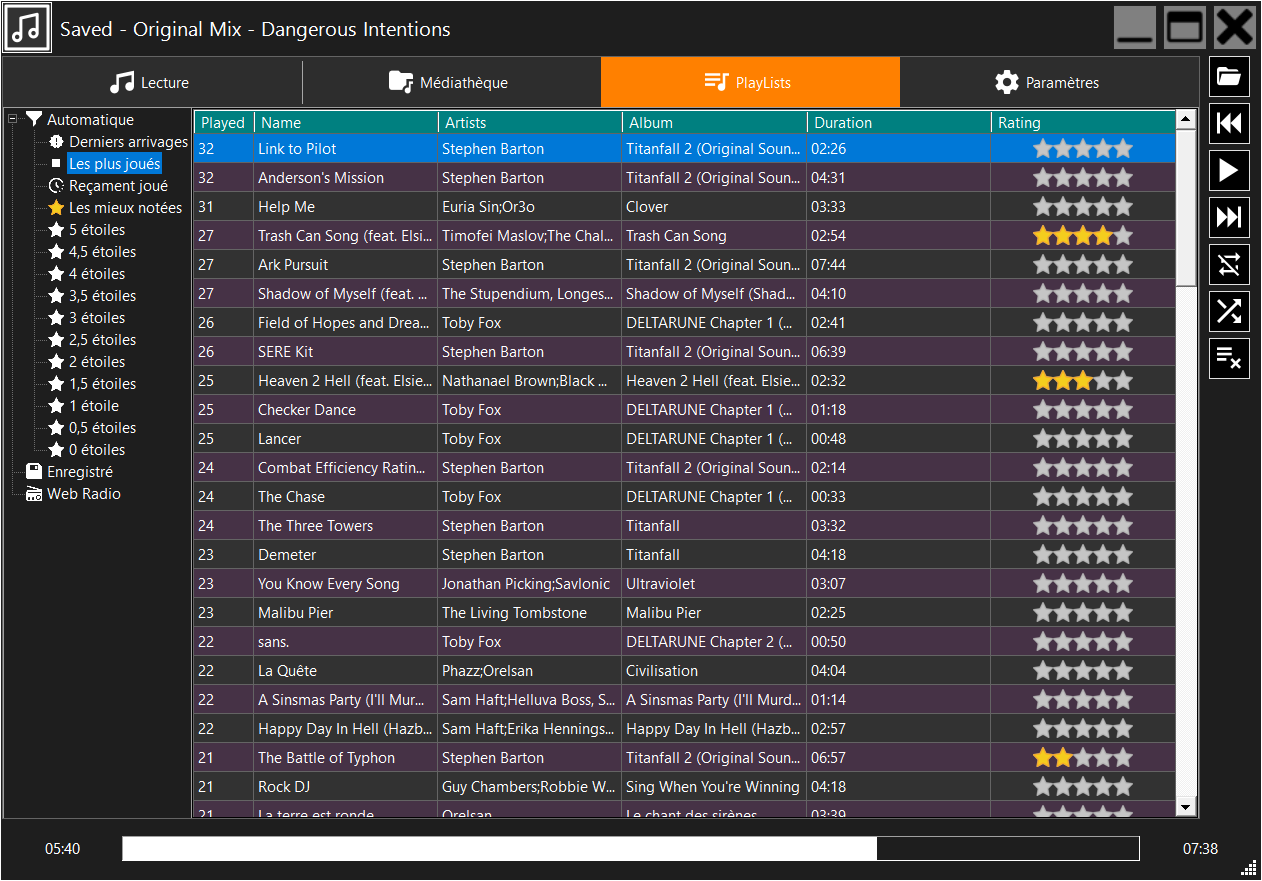 Saved - Original Mix - Dangerous Intentions
Lecture Médiathèque PlayLists Paramètres
Automatique
Derniers arrivages
Les plus joués
Reçament joué
Les mieux notées
5 étoiles
4,5 étoiles
4 étoiles
3,5 étoiles
3 étoiles
2,5 étoiles
2 étoiles
1,5 étoiles
1 étoile
0,5 étoiles
0 étoiles
Enregistré
Web Radio
Played Name Artists Album Duration Rating
32 Link to Pilot Stephen Barton Titanfall 2 (Original Soun... 02:26
32 Anderson's Mission Stephen Barton Titanfall 2 (Original Soun... 04:31
31 Help Me Euria Sin;Or3o Clover 03:33
27 Trash Can Song (feat. Elsi... Timofei Maslov;The Chal... Trash Can Song 02:54
27 Ark Pursuit Stephen Barton Titanfall 2 (Original Soun... 07:44
27 Shadow of Myself (feat. ... The Stupendium, Longes... Shadow of Myself (Shad... 04:10
26 Field of Hopes and Drea... Toby Fox DELTARUNE Chapter 1 (... 02:41
26 SERE Kit Stephen Barton Titanfall 2 (Original Soun... 06:39
25 Heaven 2 Hell (feat. Elsie... Nathanael Brown;Black ... Heaven 2 Hell (feat. Elsie... 02:32
25 Checker Dance Toby Fox DELTARUNE Chapter 1 (... 01:18
25 Lancer Toby Fox DELTARUNE Chapter 1 (... 00:48
24 Combat Efficiency Ratin... Stephen Barton Titanfall 2 (Original Soun... 02:14
24 The Chase Toby Fox DELTARUNE Chapter 1 (... 00:33
24 The Three Towers Stephen Barton Titanfall 03:32
23 Demeter Stephen Barton Titanfall 04:18
23 You Know Every Song Jonathan Picking;Savlonic Ultraviolet 03:07
23 Malibu Pier The Living Tombstone Malibu Pier 02:25
22 sans. Toby Fox DELTARUNE Chapter 2 (... 00:50
22 La Quête Phazz;Orelsan Civilisation 04:04
22 A Sinsmas Party (I'll Mur... Sam Haft;Helluva Boss, S... A Sinsmas Party (I'll Murd... 01:14
22 Happy Day In Hell (Hazb... Sam Haft;Erika Hennings... Happy Day In Hell (Hazb... 02:57
21 The Battle of Typhon Stephen Barton Titanfall 2 (Original Soun... 06:57
21 Rock DJ Guy Chambers;Robbie W... Sing When You're Winning 04:18
21 La terre est ronde Orelsan Le chant des sirènes 03:39
05:40 07:38